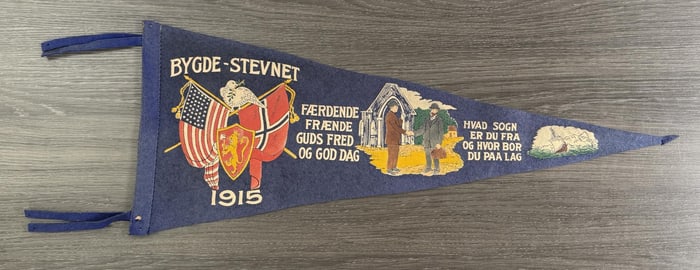 BYGDE-STEVNET
1915
FÆRDENDE
FRÆNDE
GUDS FRED
OG GOD DAG
HVAD SOGN
ER DU FRA
OG HVOR BOR
DU PAA LAG